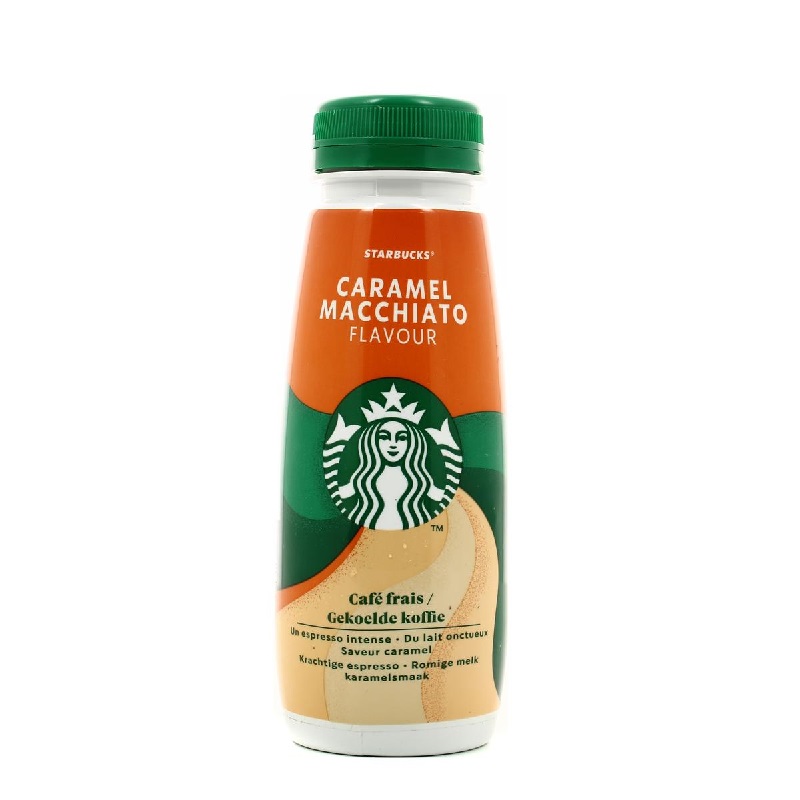 STARBUCKS®
CARAMEL
MACCHIATO
FLAVOUR
TM
Café frais /
Gekoelde koffie
Un espresso intense • Du lait onctueux
Saveur caramel
Krachtige espresso • Romige melk
karamelsmaak